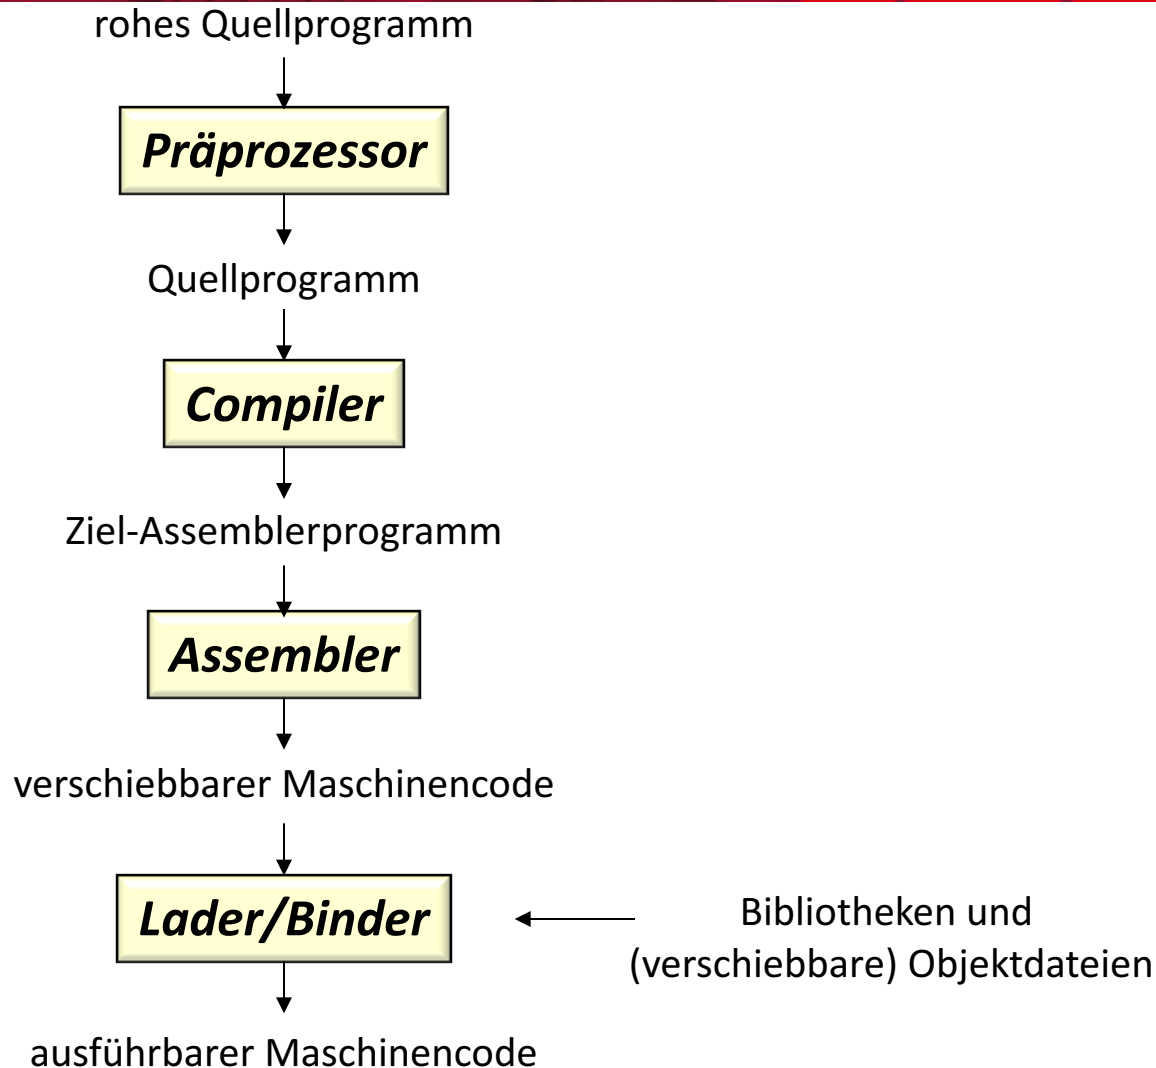 rohes Quellprogramm
Präprozessor
Quellprogramm
Compiler
Ziel-Assemblerprogramm
Assembler
verschiebbarer Maschinencode
Lader/Binder
Bibliotheken und
(verschiebbare) Objektdateien
ausführbarer Maschinencode